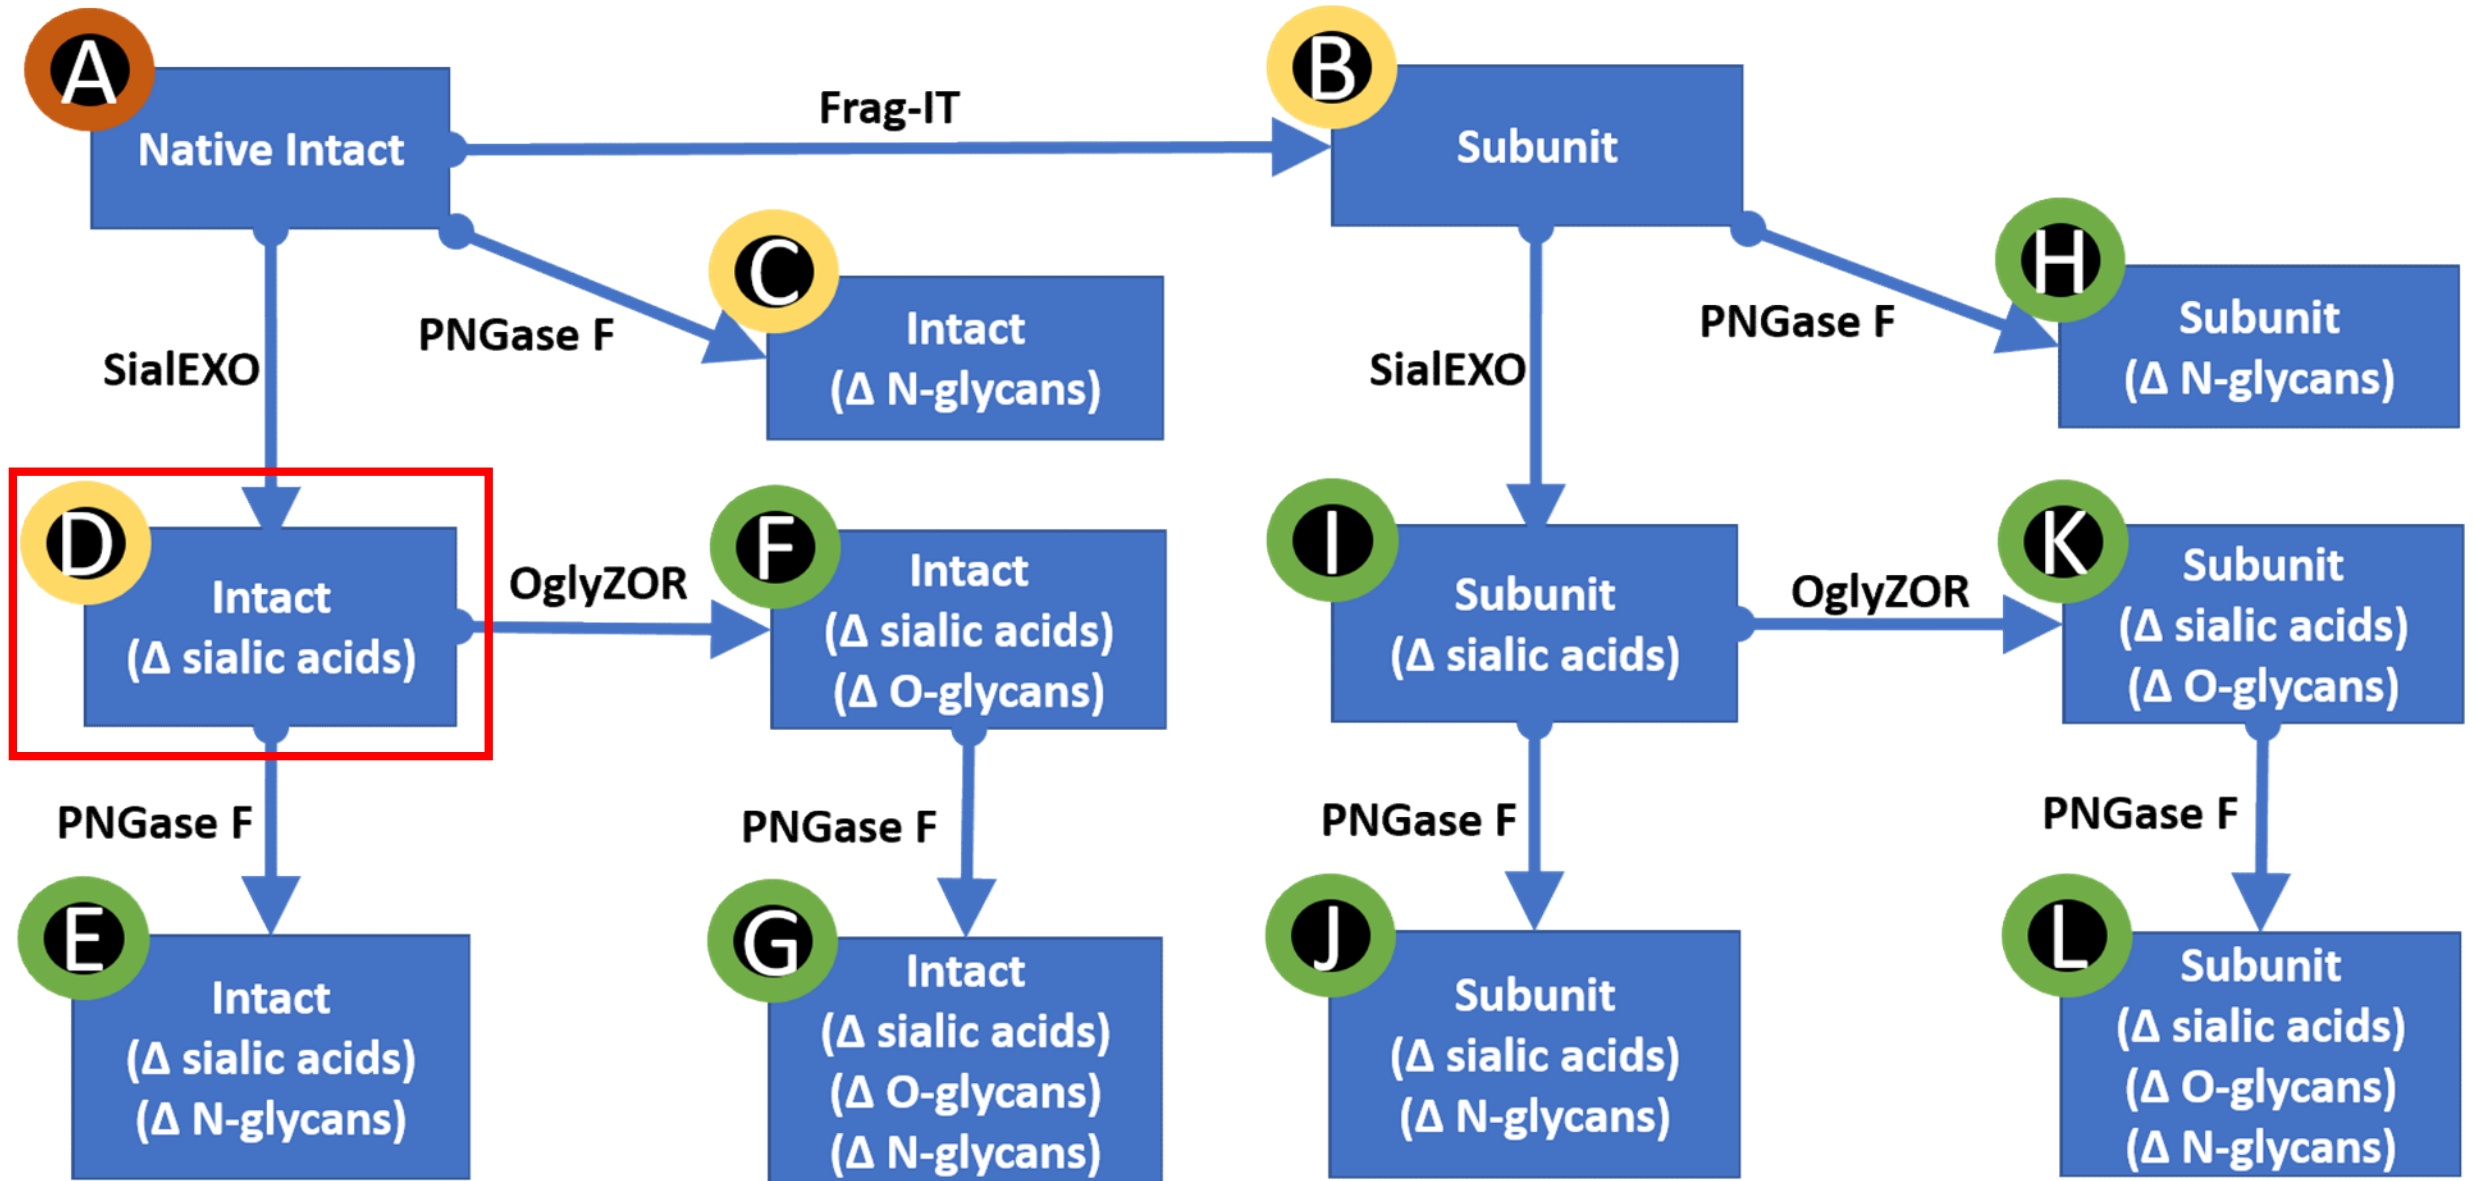 A
Native Intact
Frag-IT
B
Subunit
C
Intact
(Δ N-glycans)
PNGase F
SialEXO
H
Subunit
(Δ N-glycans)
PNGase F
SialEXO
D
Intact
(Δ sialic acids)
OglyZOR
F
Intact
(Δ sialic acids)
(Δ O-glycans)
I
Subunit
(Δ sialic acids)
OglyZOR
K
Subunit
(Δ sialic acids)
(Δ O-glycans)
PNGase F
PNGase F
PNGase F
PNGase F
E
Intact
(Δ sialic acids)
(Δ N-glycans)
G
Intact
(Δ sialic acids)
(Δ O-glycans)
(Δ N-glycans)
J
Subunit
(Δ sialic acids)
(Δ N-glycans)
L
Subunit
(Δ sialic acids)
(Δ O-glycans)
(Δ N-glycans)